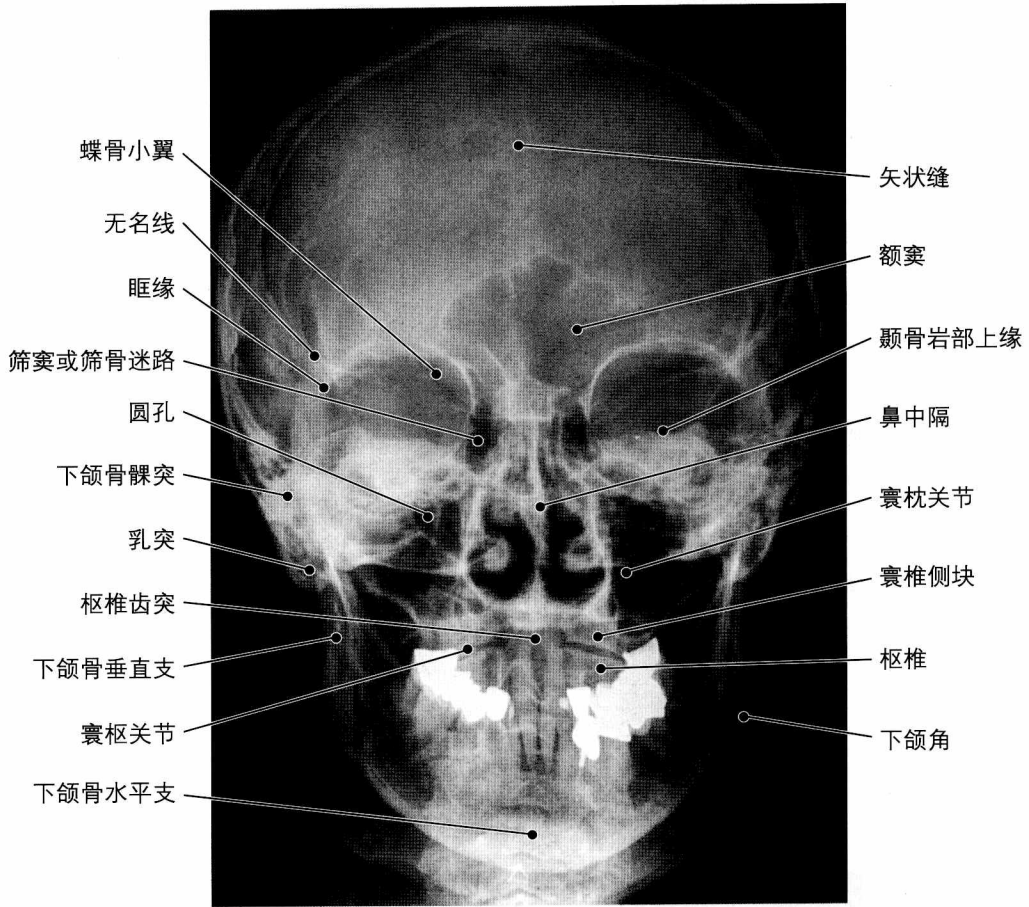 蝶骨小翼
无名线
眶缘
筛窦或筛骨迷路
圆孔
下颌骨髁突
乳突
枢椎齿突
下颌骨垂直支
寰枢关节
下颌骨水平支
矢状缝
额窦
颞骨岩部上缘
鼻中隔
寰枕关节
寰椎侧块
枢椎
下颌角